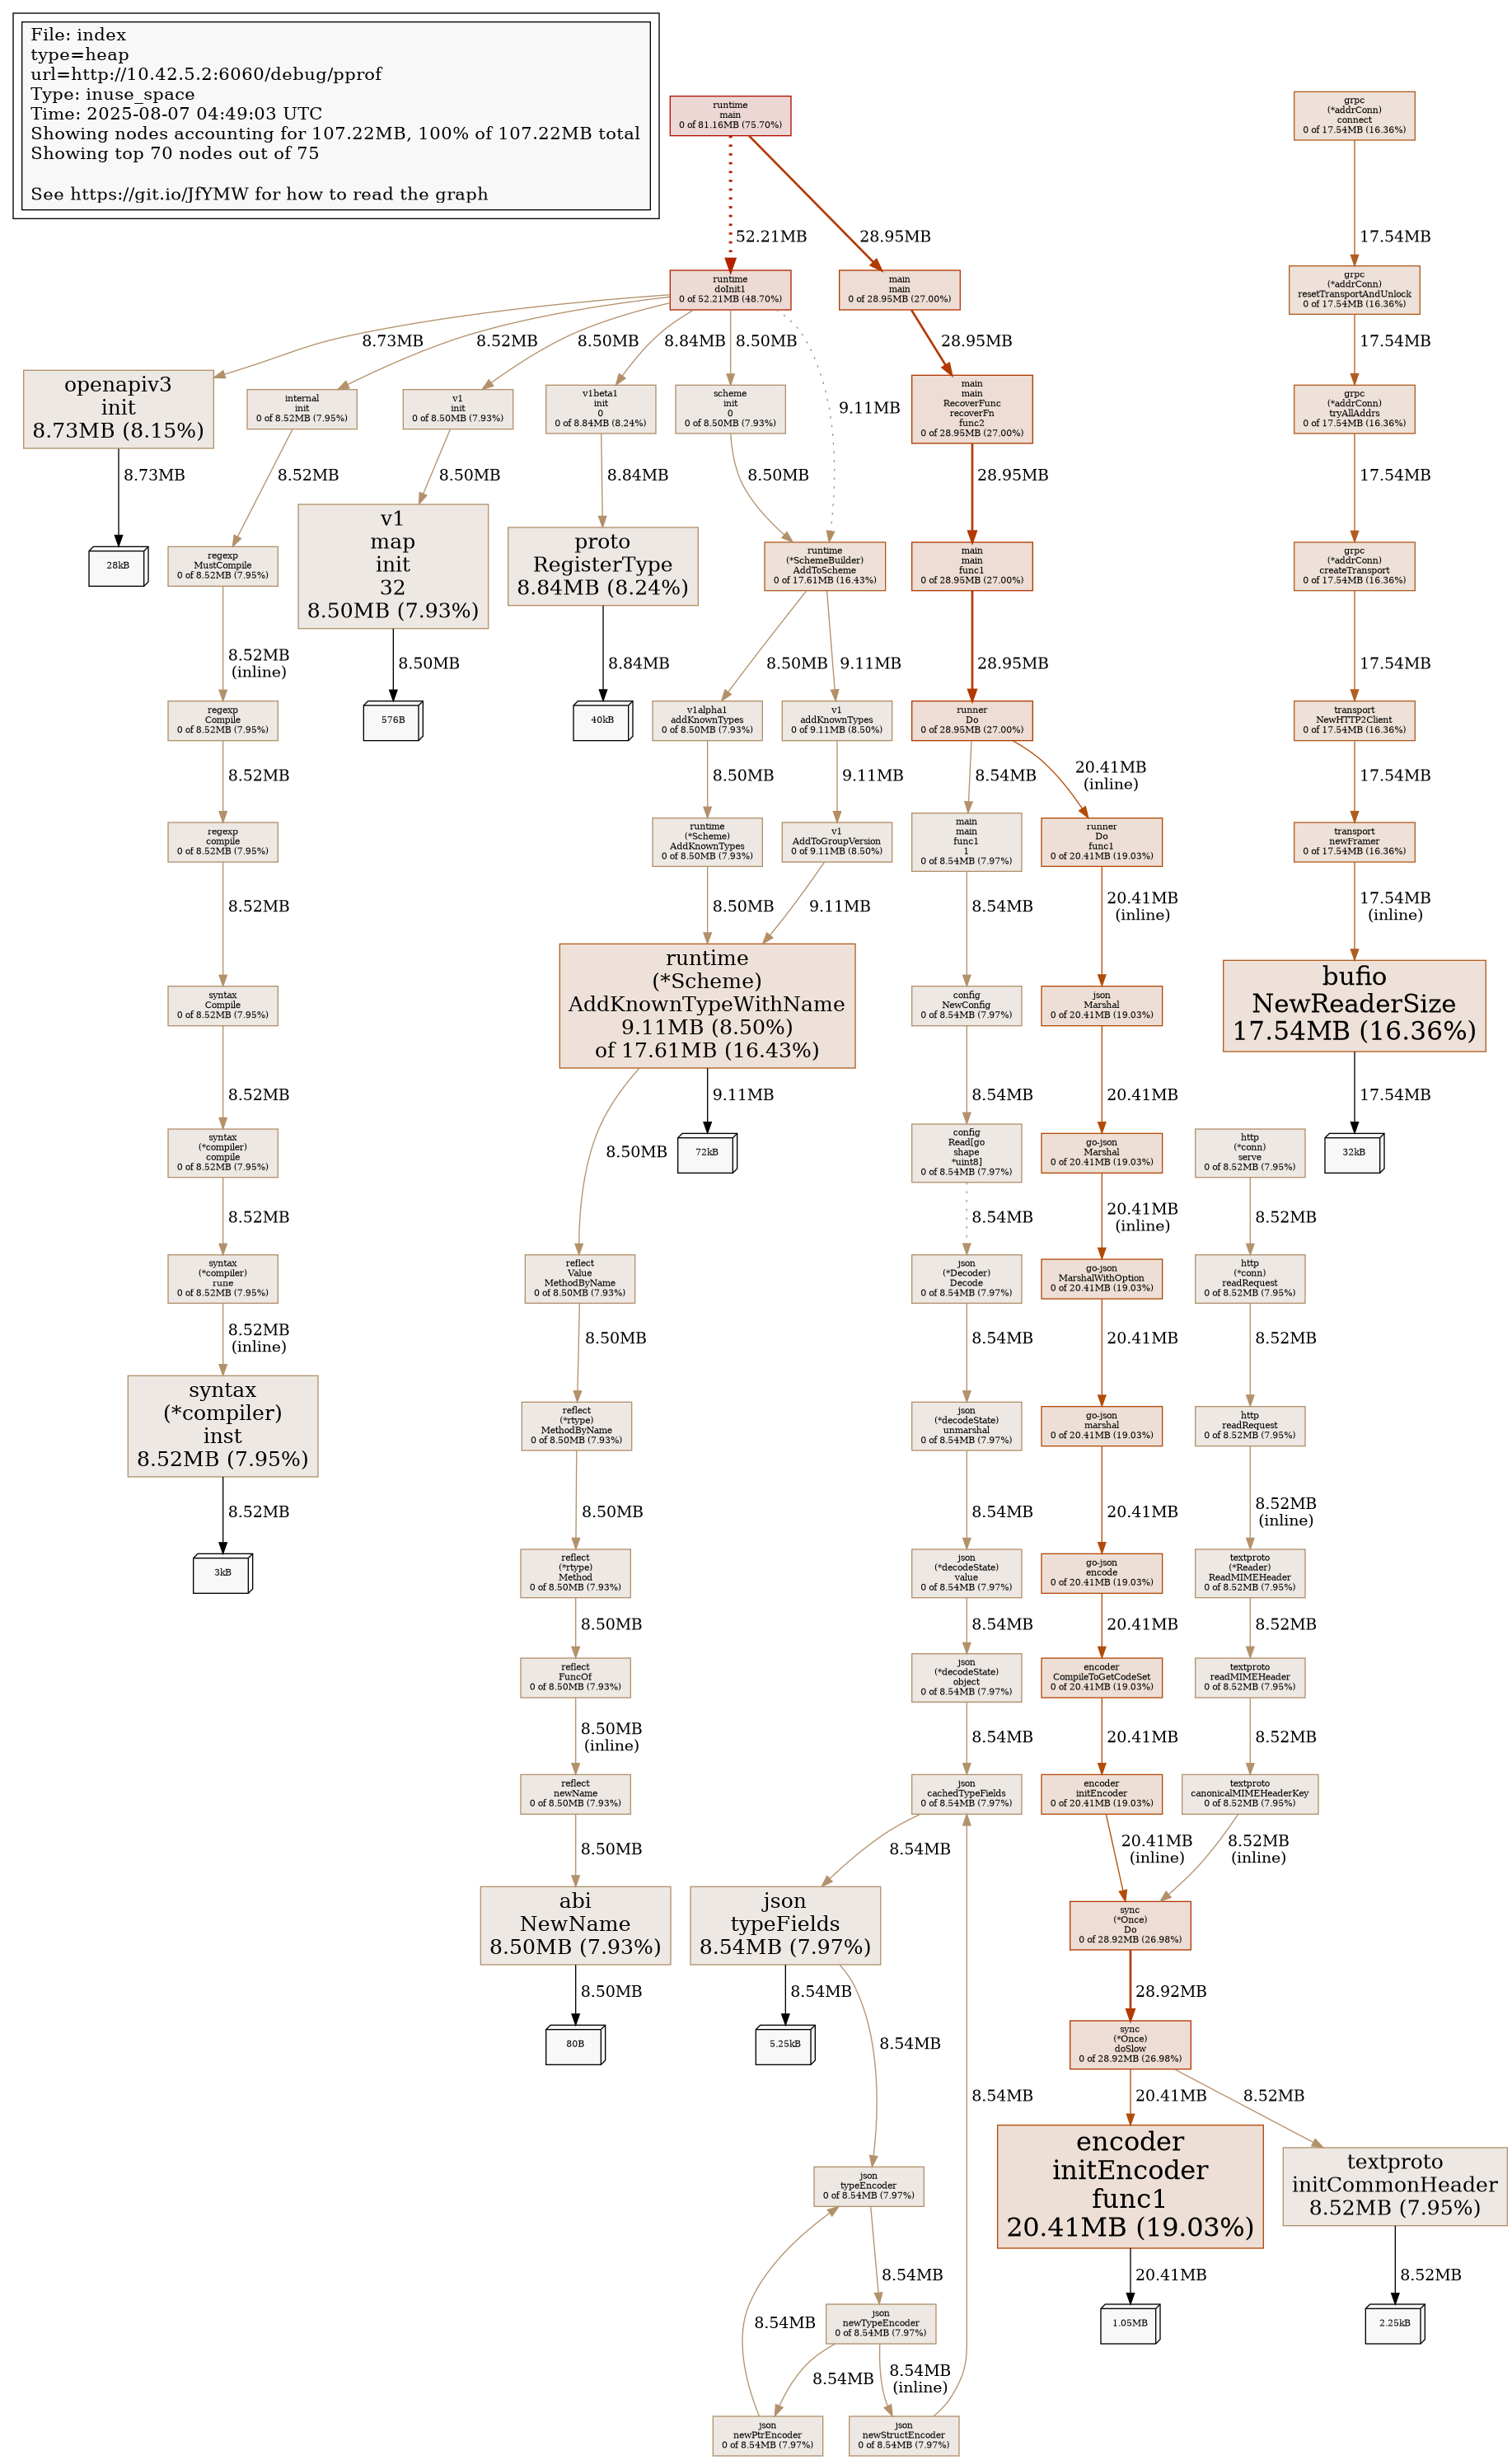 File: index
type=heap
url=http://10.42.5.2:6060/debug/pprof
Type: inuse_space
Time: 2025-08-07 04:49:03 UTC
Showing nodes accounting for 107.22MB, 100% of 107.22MB total
Showing top 70 nodes out of 75
See https://git.io/JfYMW for how to read the graph
runtime
main
0 of 81.16MB (75.70%)
grpc
(*addrConn)
connect
0 of 17.54MB (16.36%)
52.21MB
28.95MB
17.54MB
runtime
doInit1
0 of 52.21MB (48.70%)
main
main
0 of 28.95MB (27.00%)
grpc
(*addrConn)
resetTransportAndUnlock
0 of 17.54MB (16.36%)
8.73MB
8.52MB
8.50MB
8.84MB
8.50MB
9.11MB
28.95MB
17.54MB
openapiv3
init
8.73MB (8.15%)
internal
init
0 of 8.52MB (7.95%)
v1
init
0 of 8.50MB (7.93%)
v1beta1
init
0
0 of 8.84MB (8.24%)
scheme
init
0
0 of 8.50MB (7.93%)
main
main
RecoverFunc
recoverFn
func2
0 of 28.95MB (27.00%)
grpc
(*addrConn)
tryAllAddrs
0 of 17.54MB (16.36%)
8.73MB
8.52MB
8.50MB
8.84MB
8.50MB
28.95MB
17.54MB
28kB
regexp
MustCompile
0 of 8.52MB (7.95%)
v1
map
init
32
8.50MB (7.93%)
proto
RegisterType
8.84MB (8.24%)
runtime
(*SchemeBuilder)
AddToScheme
0 of 17.61MB (16.43%)
main
main
func1
0 of 28.95MB (27.00%)
grpc
(*addrConn)
createTransport
0 of 17.54MB (16.36%)
8.52MB
(inline)
8.50MB
8.84MB
8.50MB
9.11MB
28.95MB
17.54MB
regexp
Compile
0 of 8.52MB (7.95%)
576B
40kB
v1alpha1
addKnownTypes
0 of 8.50MB (7.93%)
v1
addKnownTypes
0 of 9.11MB (8.50%)
runner
Do
0 of 28.95MB (27.00%)
transport
NewHTTP2Client
0 of 17.54MB (16.36%)
8.52MB
8.50MB
9.11MB
8.54MB
20.41MB
(inline)
17.54MB
regexp
compile
0 of 8.52MB (7.95%)
runtime
(*Scheme)
AddKnownTypes
0 of 8.50MB (7.93%)
v1
AddToGroupVersion
0 of 9.11MB (8.50%)
main
main
func1
1
0 of 8.54MB (7.97%)
runner
Do
func1
0 of 20.41MB (19.03%)
transport
newFramer
0 of 17.54MB (16.36%)
8.52MB
8.50MB
9.11MB
8.54MB
20.41MB
(inline)
17.54MB
(inline)
syntax
Compile
0 of 8.52MB (7.95%)
runtime
(*Scheme)
AddKnownTypeWithName
9.11MB (8.50%)
of 17.61MB (16.43%)
config
NewConfig
0 of 8.54MB (7.97%)
json
Marshal
0 of 20.41MB (19.03%)
bufio
NewReaderSize
17.54MB (16.36%)
8.52MB
8.50MB
9.11MB
8.54MB
20.41MB
17.54MB
syntax
(*compiler)
compile
0 of 8.52MB (7.95%)
72kB
config
Read[go
shape
*uint8]
0 of 8.54MB (7.97%)
go-json
Marshal
0 of 20.41MB (19.03%)
http
(*conn)
serve
0 of 8.52MB (7.95%)
32kB
8.52MB
8.54MB
20.41MB
(inline)
8.52MB
syntax
(*compiler)
rune
0 of 8.52MB (7.95%)
reflect
Value
MethodByName
0 of 8.50MB (7.93%)
json
(*Decoder)
Decode
0 of 8.54MB (7.97%)
go-json
MarshalWithOption
0 of 20.41MB (19.03%)
http
(*conn)
readRequest
0 of 8.52MB (7.95%)
8.52MB
(inline)
8.50MB
8.54MB
20.41MB
8.52MB
syntax
(*compiler)
inst
8.52MB (7.95%)
reflect
(*rtype)
MethodByName
0 of 8.50MB (7.93%)
json
(*decodeState)
unmarshal
0 of 8.54MB (7.97%)
go-json
marshal
0 of 20.41MB (19.03%)
http
readRequest
0 of 8.52MB (7.95%)
8.52MB
8.50MB
8.54MB
20.41MB
8.52MB
(inline)
3kB
reflect
(*rtype)
Method
0 of 8.50MB (7.93%)
json
(*decodeState)
value
0 of 8.54MB (7.97%)
go-json
encode
0 of 20.41MB (19.03%)
textproto
(*Reader)
ReadMIMEHeader
0 of 8.52MB (7.95%)
8.50MB
8.54MB
20.41MB
8.52MB
reflect
FuncOf
0 of 8.50MB (7.93%)
json
(*decodeState)
object
0 of 8.54MB (7.97%)
encoder
CompileToGetCodeSet
0 of 20.41MB (19.03%)
textproto
readMIMEHeader
0 of 8.52MB (7.95%)
8.50MB
(inline)
8.54MB
20.41MB
8.52MB
reflect
newName
0 of 8.50MB (7.93%)
json
cachedTypeFields
0 of 8.54MB (7.97%)
encoder
initEncoder
0 of 20.41MB (19.03%)
textproto
canonicalMIMEHeaderKey
0 of 8.52MB (7.95%)
8.50MB
8.54MB
20.41MB
(inline)
8.52MB
(inline)
abi
NewName
8.50MB (7.93%)
json
typeFields
8.54MB (7.97%)
sync
(*Once)
Do
0 of 28.92MB (26.98%)
8.50MB
8.54MB
8.54MB
28.92MB
80B
5.25kB
sync
(*Once)
doSlow
0 of 28.92MB (26.98%)
8.54MB
20.41MB
8.52MB
json
typeEncoder
0 of 8.54MB (7.97%)
encoder
initEncoder
func1
20.41MB (19.03%)
textproto
initCommonHeader
8.52MB (7.95%)
8.54MB
20.41MB
8.52MB
json
newTypeEncoder
0 of 8.54MB (7.97%)
1.05MB
2.25kB
8.54MB
8.54MB
8.54MB
(inline)
json
newPtrEncoder
0 of 8.54MB (7.97%)
json
newStructEncoder
0 of 8.54MB (7.97%)